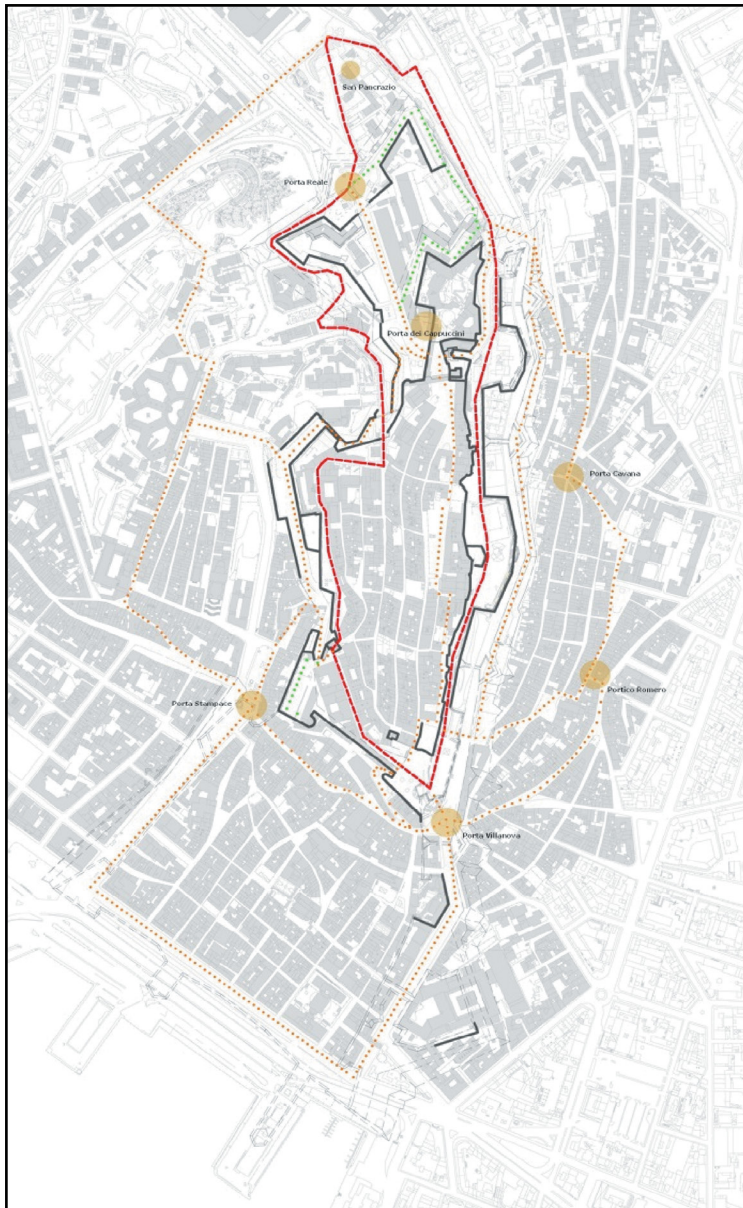 San Pancrazio
Porta Reale
Porta dei Cappuccini
Porta Cavana
Portico Romero
Porta Stampace
Porta Villanova